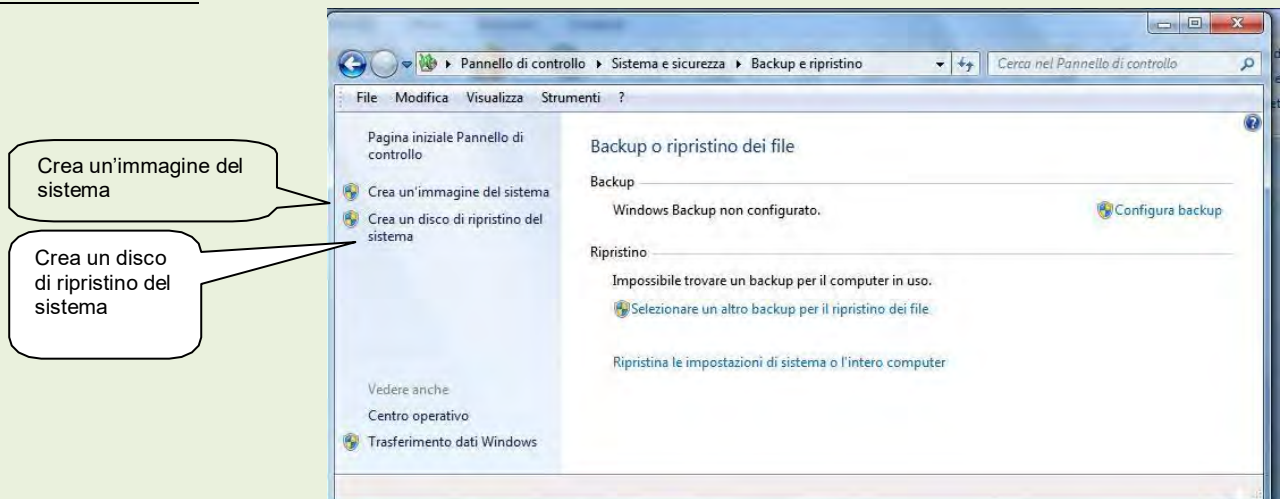 Pannello di controllo ▸ Sistema e sicurezza ▸ Backup e ripristino
Cerca nel Pannello di controllo
File Modifica Visualizza Strumenti ?
Crea un'immagine del
sistema
Crea un disco
di ripristino del
sistema
Pagina iniziale Pannello di
controllo
Crea un'immagine del sistema
Crea un disco di ripristino del
sistema
Vedere anche
Centro operativo
Trasferimento dati Windows
Backup o ripristino dei file
Backup
Windows Backup non configurato.
Configura backup
Ripristino
Impossibile trovare un backup per il computer in uso.
Selezionare un altro backup per il ripristino dei file
Ripristina le impostazioni di sistema o l'intero computer